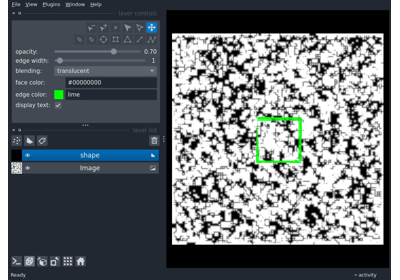 File View Plugins Window Help
layer controls
opacity: 0.70
edge width: 1
blending: translucent
face color: #00000000
edge color: lime
display text:
layer list
shape
Image
Ready
activity